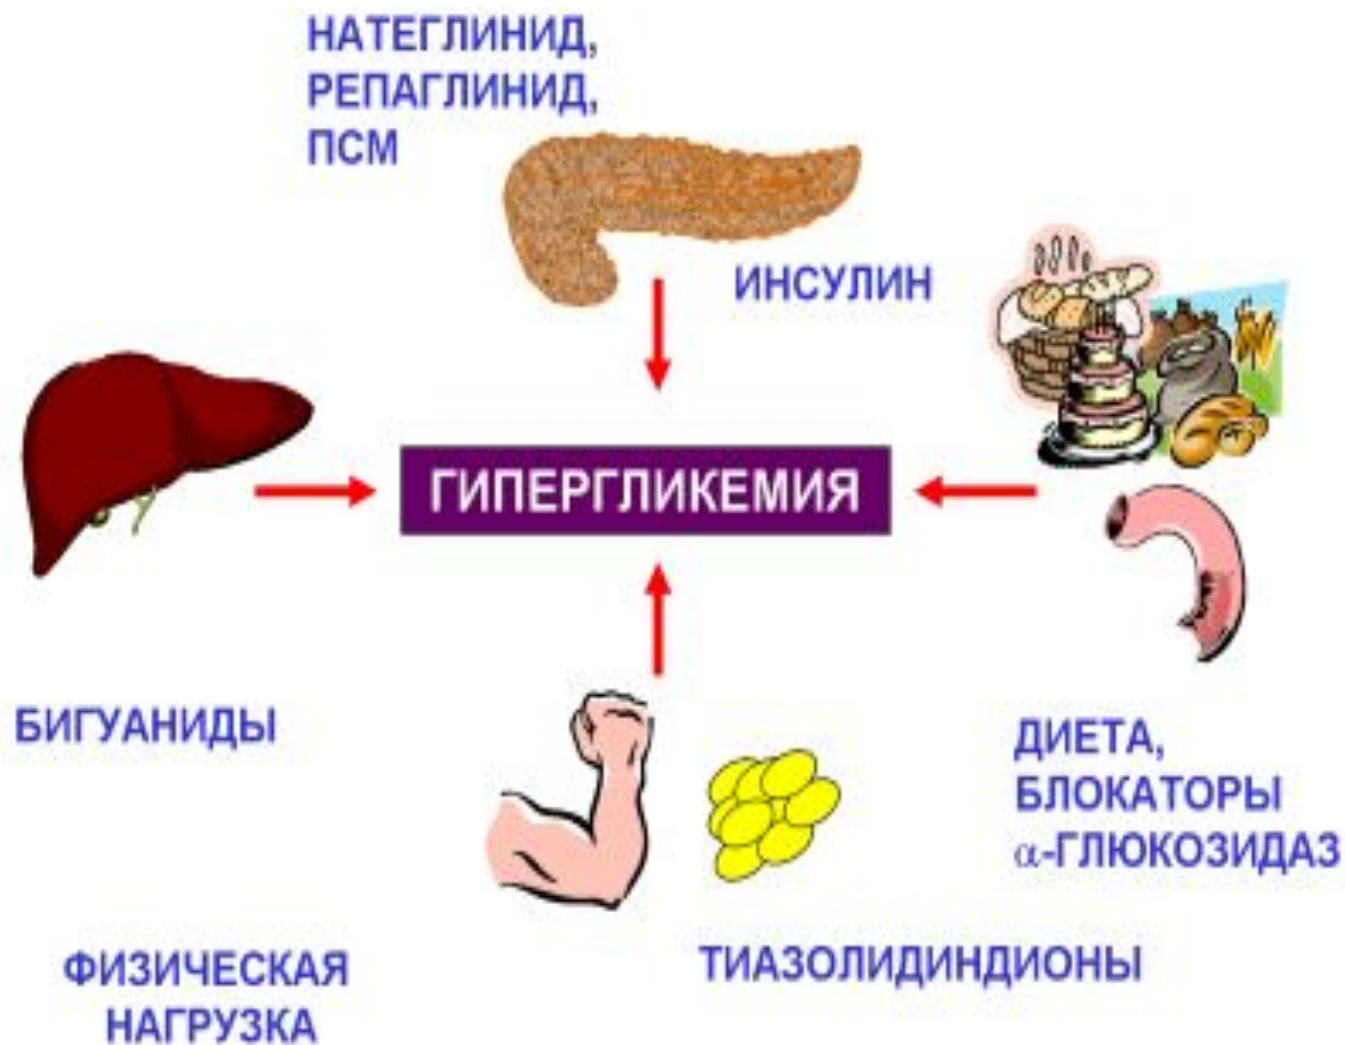 НАТЕГЛИНИД,
РЕПАГЛИНИД,
ПСМ
ИНСУЛИН
ГИПЕРГЛИКЕМИЯ
БИГУАНИДЫ
ДИЕТА,
БЛОКАТОРЫ
α-ГЛЮКОЗИДАЗ
ФИЗИЧЕСКАЯ
НАГРУЗКА
ТИАЗОЛИДИНДИОНЫ